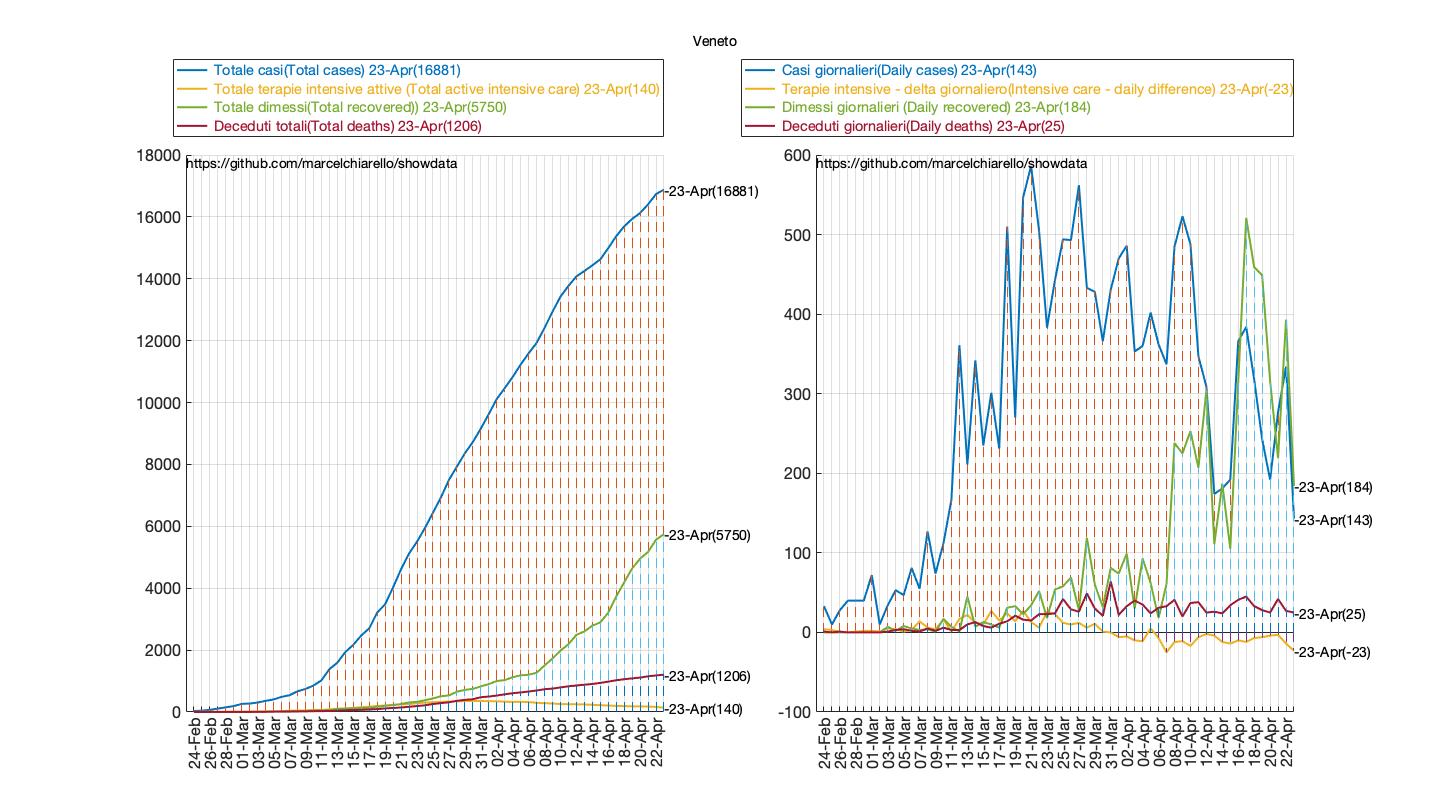 Veneto
Totale casi(Total cases) 23-Apr(16881)
Totale terapie intensive attive (Total active intensive care) 23-Apr(140)
Totale dimessi(Total recovered)) 23-Apr(5750)
Deceduti totali(Total deaths) 23-Apr(1206)
18000
https://github.com/marcelchiarello/showdata
16000
14000
12000
10000
8000
6000
4000
2000
0
-23-Apr(16881)
-23-Apr(5750)
-23-Apr(1206)
-23-Apr(140)
24-Feb
26-Feb
28-Feb
01-Mar
03-Mar
05-Mar
07-Mar
09-Mar
11-Mar
13-Mar
15-Mar
17-Mar
19-Mar
21-Mar
23-Mar
25-Mar
27-Mar
29-Mar
31-Mar
02-Apr
04-Apr
06-Apr
08-Apr
10-Apr
12-Apr
14-Apr
16-Apr
18-Apr
20-Apr
22-Apr
Casi giornalieri(Daily cases) 23-Apr(143)
Terapie intensive - delta giornaliero(Intensive care - daily difference) 23-Apr(-23)
Dimessi giornalieri (Daily recovered) 23-Apr(184)
Deceduti giornalieri(Daily deaths) 23-Apr(25)
600
https://github.com/marcelchiarello/showdata
500
400
300
200
100
0
-100
-23-Apr(184)
-23-Apr(143)
-23-Apr(25)
-23-Apr(-23)
24-Feb
26-Feb
28-Feb
01-Mar
03-Mar
05-Mar
07-Mar
09-Mar
11-Mar
13-Mar
15-Mar
17-Mar
19-Mar
21-Mar
23-Mar
25-Mar
27-Mar
29-Mar
31-Mar
02-Apr
04-Apr
06-Apr
08-Apr
10-Apr
12-Apr
14-Apr
16-Apr
18-Apr
20-Apr
22-Apr